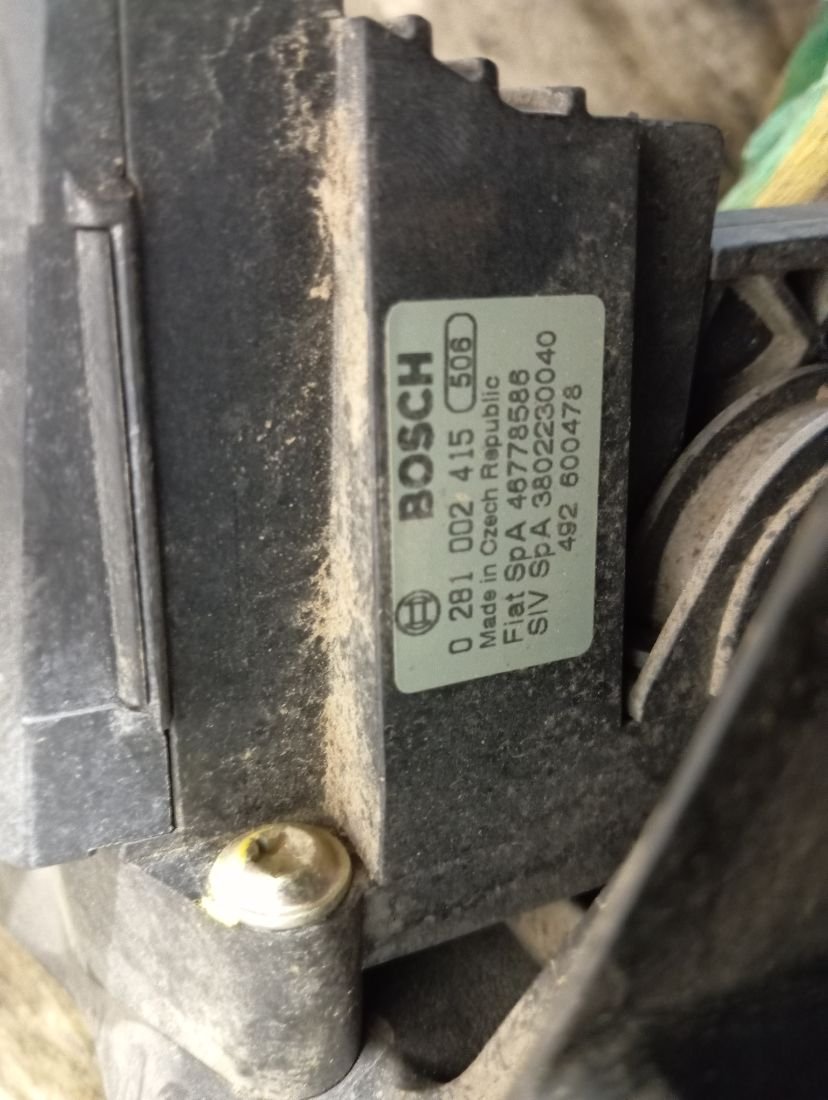 BOSCH
0 281 002 415 506
Made in Czech Republic
Fiat SpA 46778586
SIV SpA 3802230040
492 600478